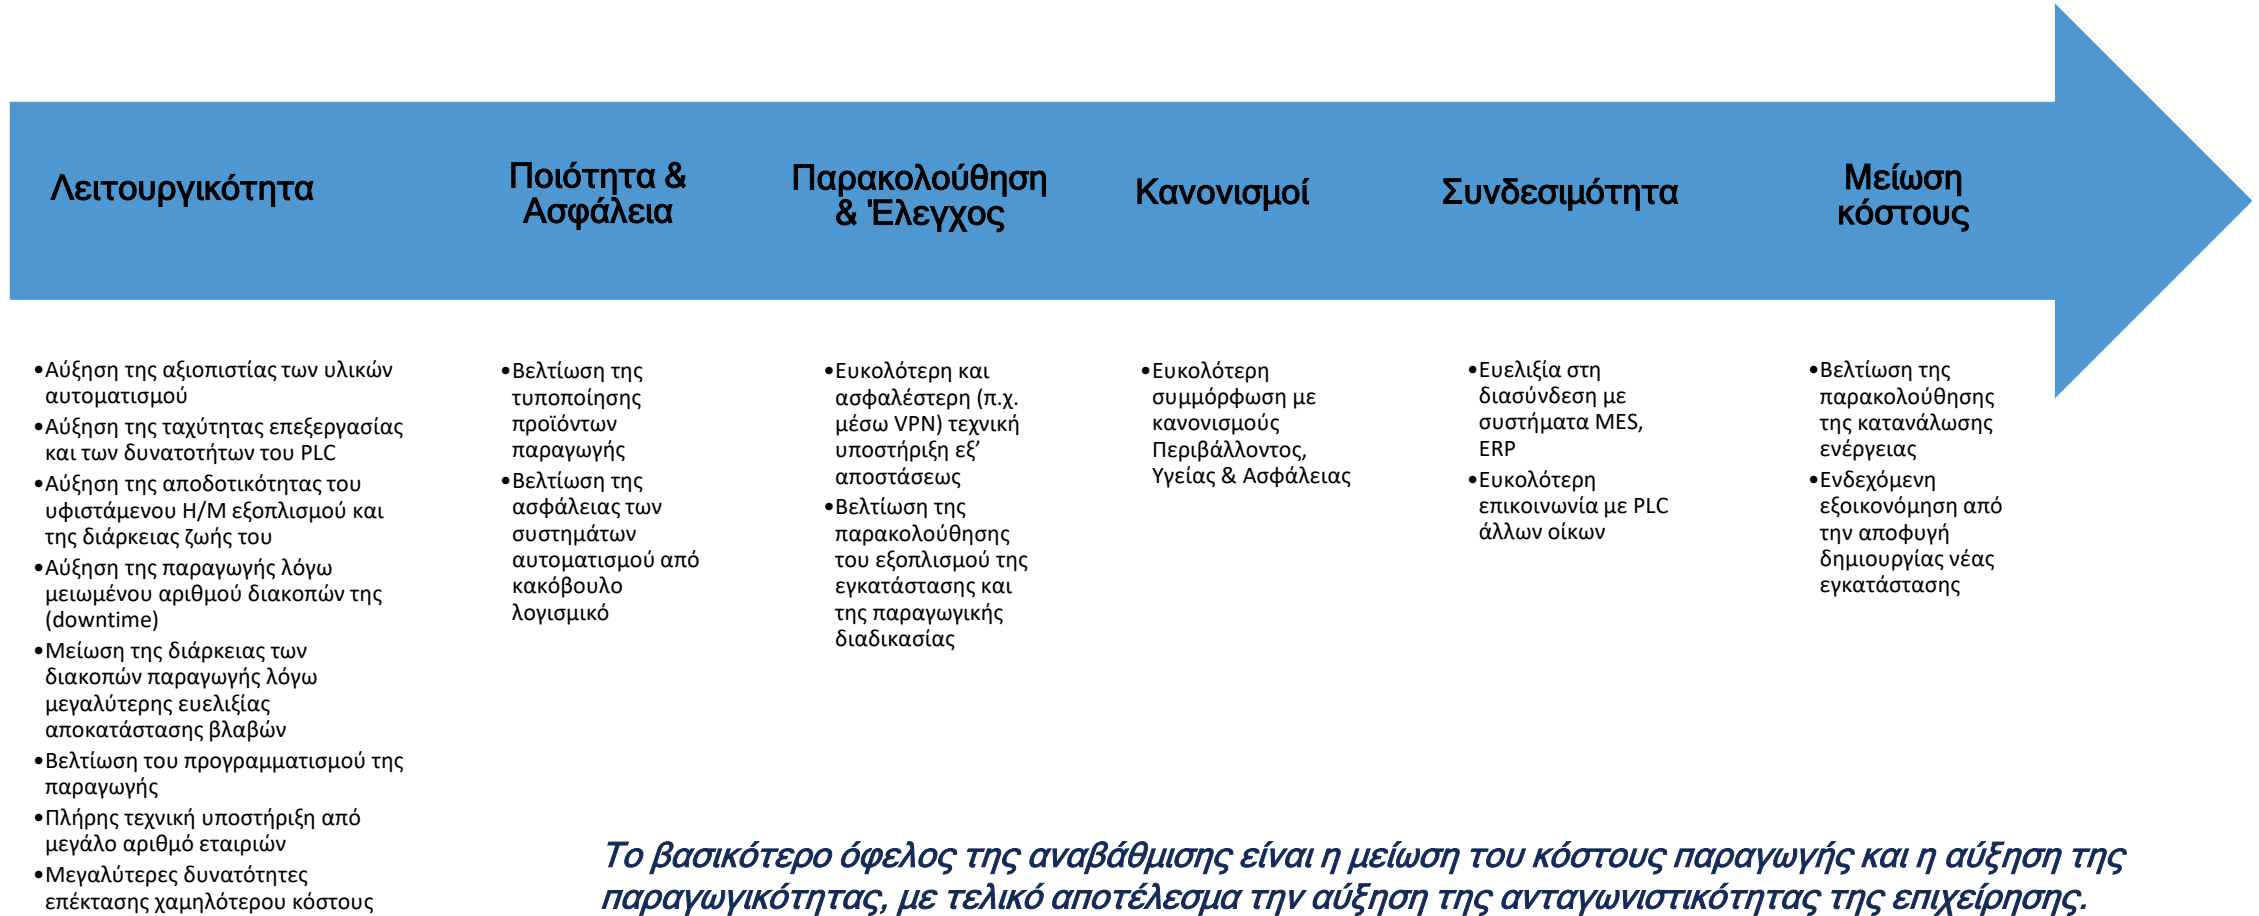 Λειτουργικότητα
Ποιότητα &
Ασφάλεια
Παρακολούθηση
& Έλεγχος
Κανονισμοί
Συνδεσιμότητα
Μείωση
κόστους
•Αύξηση της αξιοπιστίας των υλικών
αυτοματισμού
•Αύξηση της ταχύτητας επεξεργασίας
και των δυνατοτήτων του PLC
•Αύξηση της αποδοτικότητας του
υφιστάμενου Η/Μ εξοπλισμού και
της διάρκειας ζωής του
•Αύξηση της παραγωγής λόγω
μειωμένου αριθμού διακοπών της
(downtime)
•Μείωση της διάρκειας των
διακοπών παραγωγής λόγω
μεγαλύτερης ευελιξίας
αποκατάστασης βλαβών
•Βελτίωση του προγραμματισμού της
παραγωγής
•Πλήρης τεχνική υποστήριξη από
μεγάλο αριθμό εταιριών
•Μεγαλύτερες δυνατότητες
επέκτασης χαμηλότερου κόστους
•Βελτίωση της
τυποποίησης
προϊόντων
παραγωγής
•Βελτίωση της
ασφάλειας των
συστημάτων
αυτοματισμού από
κακόβουλο
λογισμικό
•Ευκολότερη και
ασφαλέστερη (π.χ.
μέσω VPN) τεχνική
υποστήριξη εξ’
αποστάσεως
•Βελτίωση της
παρακολούθησης
του εξοπλισμού της
εγκατάστασης και
της παραγωγικής
διαδικασίας
•Ευκολότερη
συμμόρφωση με
κανονισμούς
Περιβάλλοντος,
Υγείας & Ασφάλειας
•Ευελιξία στη
διασύνδεση με
συστήματα MES,
ERP
•Ευκολότερη
επικοινωνία με PLC
άλλων οίκων
•Βελτίωση της
παρακολούθησης
της κατανάλωσης
ενέργειας
•Ενδεχόμενη
εξοικονόμηση από
την αποφυγή
δημιουργίας νέας
εγκατάστασης
Το βασικότερο όφελος της αναβάθμισης είναι η μείωση του κόστους παραγωγής και η αύξηση της
παραγωγικότητας, με τελικό αποτέλεσμα την αύξηση της ανταγωνιστικότητας της επιχείρησης.